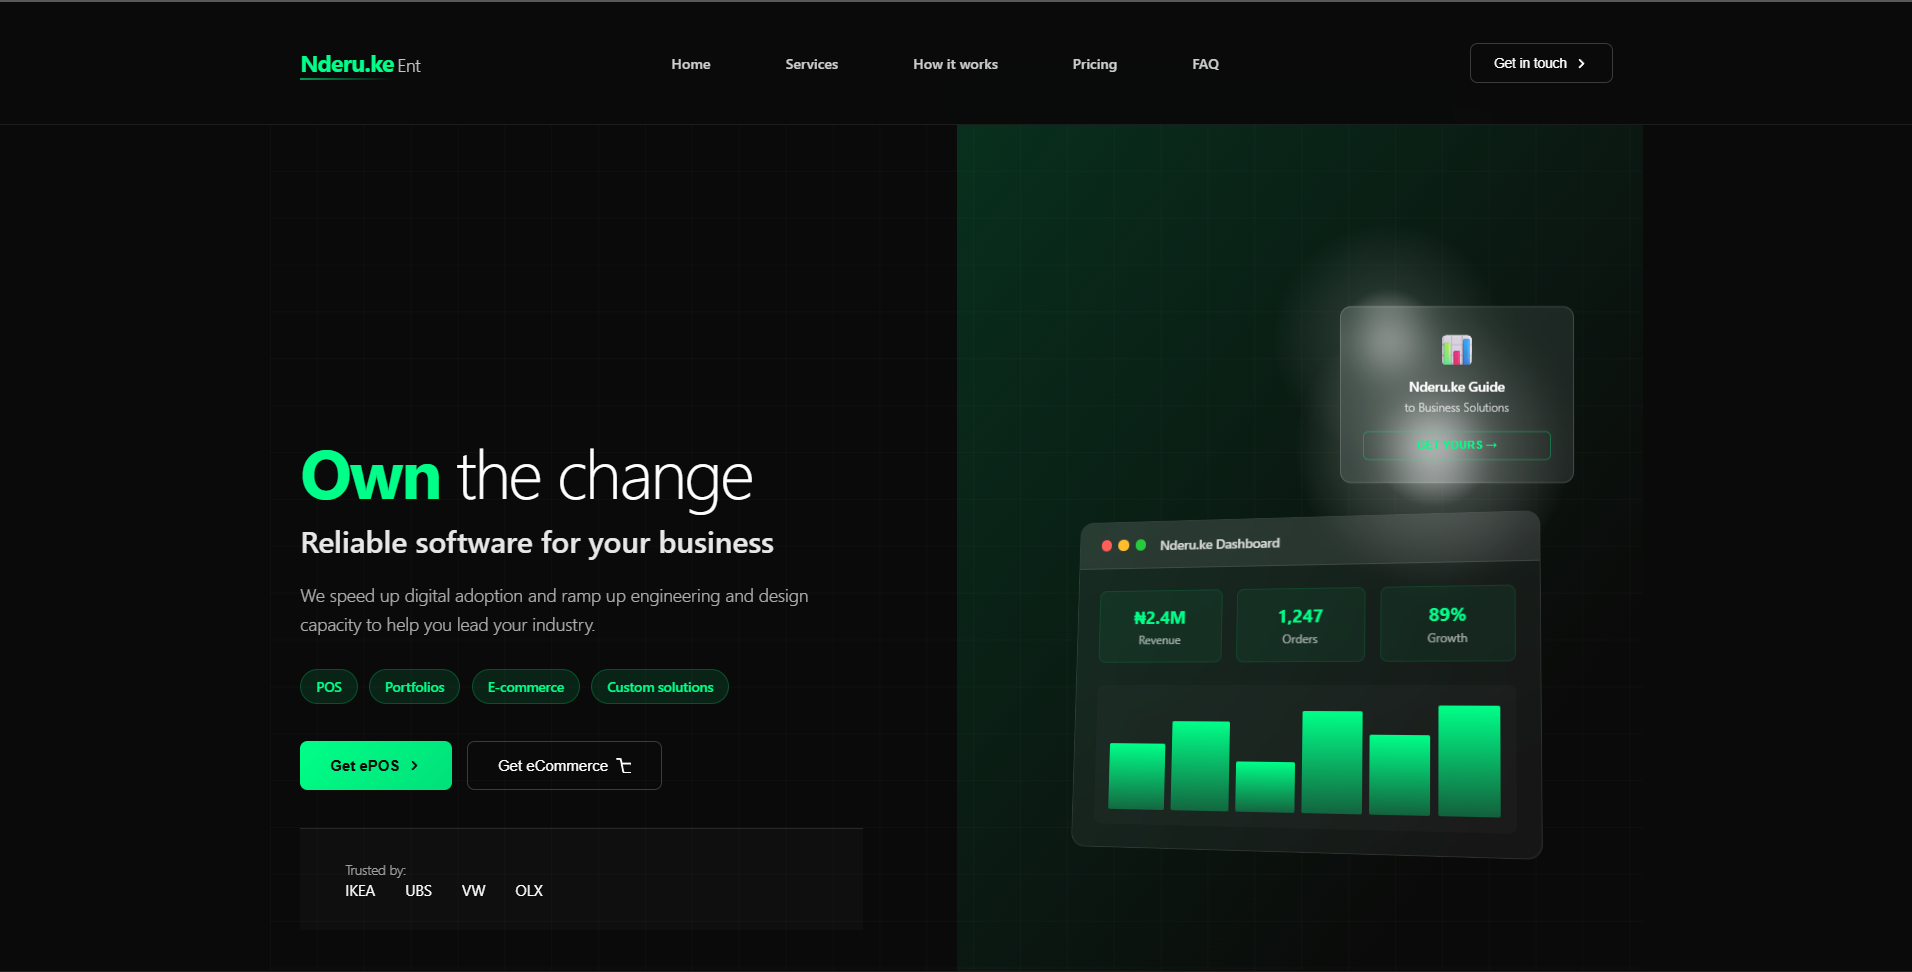 Nderu.ke Ent
Home
Services
How it works
Pricing
FAQ
Get in touch
Own the change
Reliable software for your business
We speed up digital adoption and ramp up engineering and design
capacity to help you lead your industry.
POS
Portfolios
E-commerce
Custom solutions
Get ePOS
Get eCommerce
Trusted by:
IKEA
UBS
VW
OLX
Nderu.ke Guide
to Business Solutions
GET YOURS →
Nderu.ke Dashboard
₦2.4M
Revenue
1,247
Orders
89%
Growth